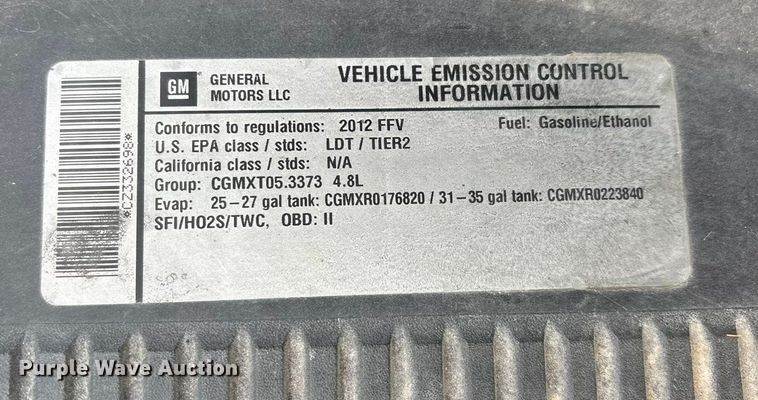 *CZ332698*
GM
GENERAL MOTORS LLC
VEHICLE EMISSION CONTROL INFORMATION
Conforms to regulations: 2012 FFV Fuel: Gasoline/Ethanol
U.S. EPA class / stds: LDT / TIER2
California class / stds: N/A
Group: CGMXT05.3373 4.8L
Evap: 25-27 gal tank: CGMXR0176820 / 31-35 gal tank: CGMXR0223840
SFI/HO2S/TWC, OBD: II
Purple Wave Auction